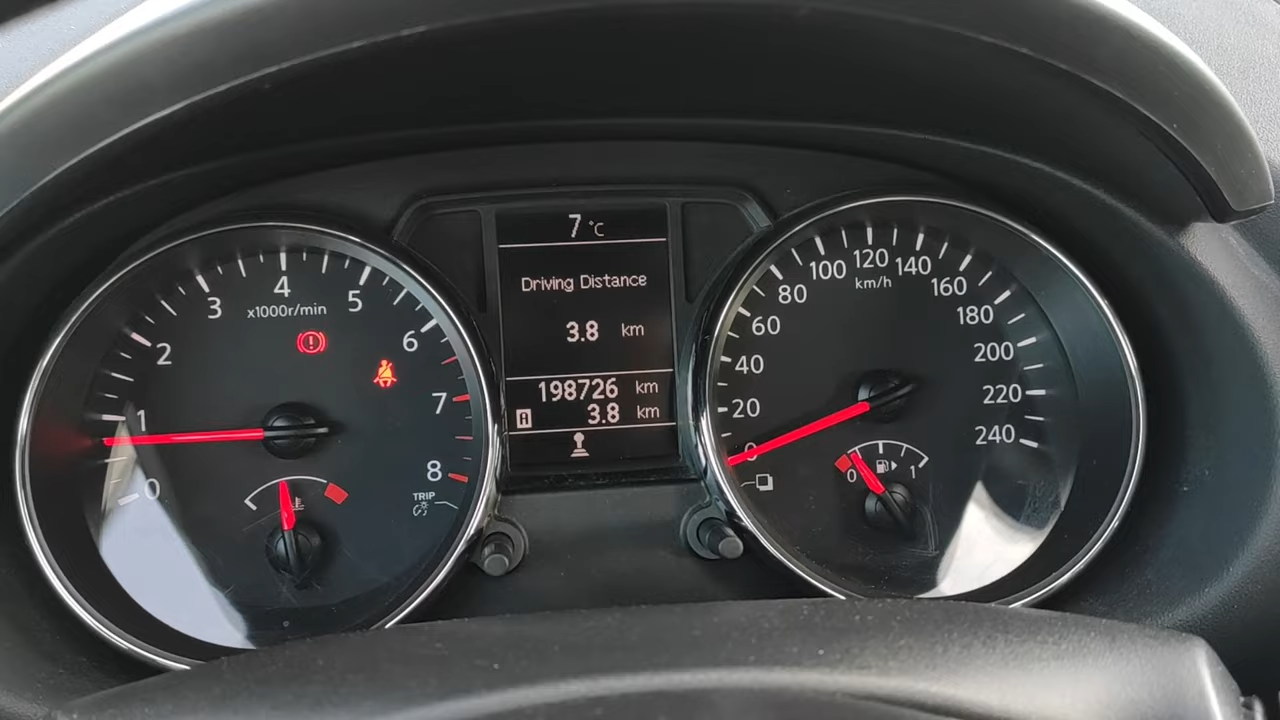 7 °C
Driving Distance
3.8 km
198726 km
A 3.8 km
0
1
2
3
4
5
6
7
8
x1000r/min
TRIP
0
20
40
60
80
100
120
140
160
180
200
220
240
km/h
0 1